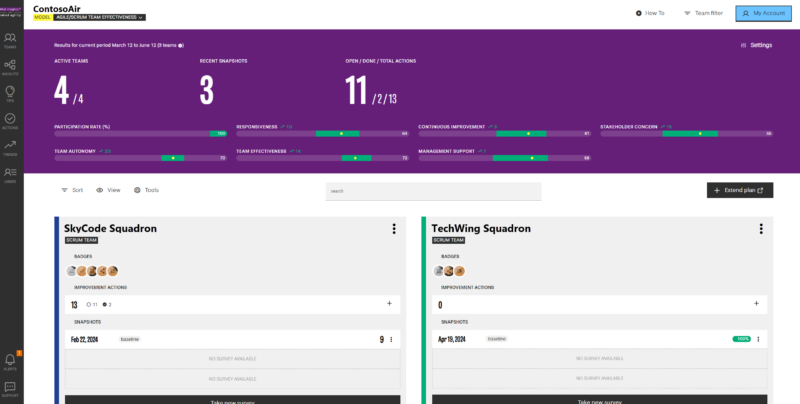 ContosoAir
MODEL: AGILE/SCRUM TEAM EFFECTIVENESS
How To
Team filter
My Account
Results for current period March 12 to June 12 (3 teams)
Settings
ACTIVE TEAMS
RECENT SNAPSHOTS
OPEN / DONE / TOTAL ACTIONS
4 / 4
3
11 / 2 / 13
PARTICIPATION RATE (%)
100
RESPONSIVENESS
64
CONTINUOUS IMPROVEMENT
STAKEHOLDER CONCERN
TEAM AUTONOMY
20
70
TEAM EFFECTIVENESS
14
72
MANAGEMENT SUPPORT
TEAMS
INSIGHTS
TIPS
ACTIONS
TRENDS
USERS
ALERTS
SUPPORT
Sort
View
Tools
search
+ Extend plan
SkyCode Squadron
SCRUM TEAM
BADGES
IMPROVEMENT ACTIONS
13
11
2
+
SNAPSHOTS
Feb 22, 2024
baseline
9
NO SURVEY AVAILABLE
NO SURVEY AVAILABLE
Take new survey
TechWing Squadron
SCRUM TEAM
BADGES
IMPROVEMENT ACTIONS
0
+
SNAPSHOTS
Apr 19, 2024
baseline
100%
NO SURVEY AVAILABLE
NO SURVEY AVAILABLE
Take new survey